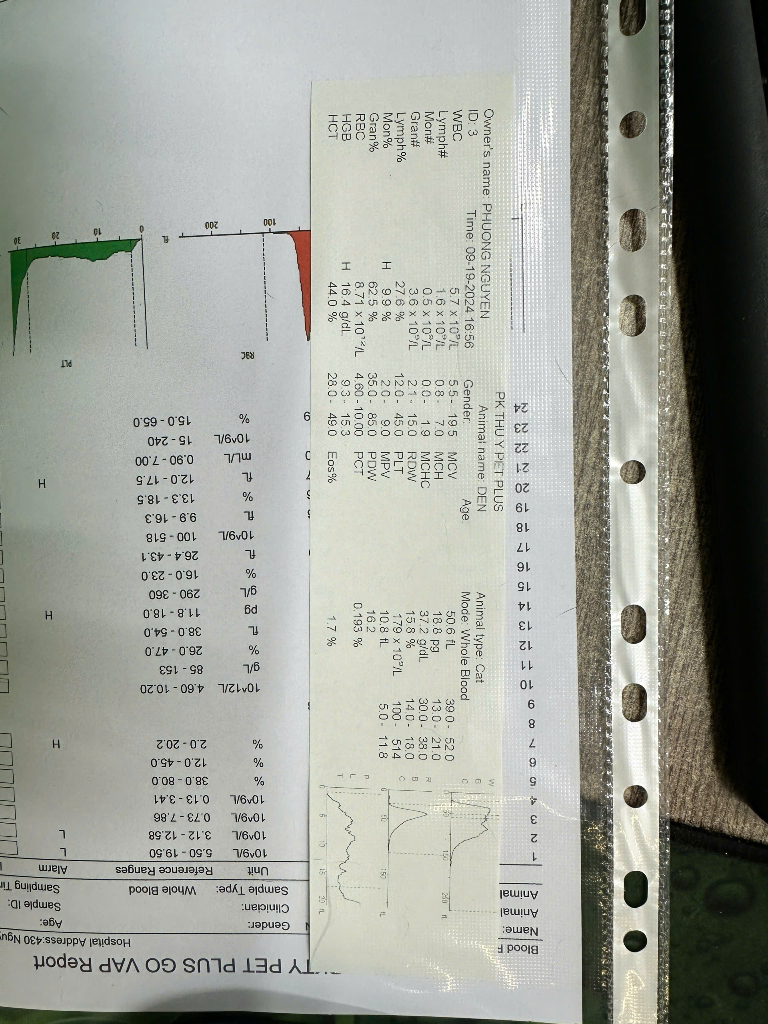 PK THU Y PET PLUS
Owner's name: PHUONG NGUYEN Animal name: DEN Animal type: Cat
ID: 3 Time: 09-19-2024 16:56 Gender: Age Mode: Whole Blood
WBC 5.7 x 10⁹/L 5.5 - 19.5 MCV 50.6 fL 39.0 - 52.0
Lymph# 1.6 x 10⁹/L 0.8 - 7.0 MCH 18.8 pg 13.0 - 21.0
Mon# 0.5 x 10⁹/L 0.0 - 1.9 MCHC 37.2 g/dL 30.0 - 38.0
Gran# 3.6 x 10⁹/L 2.1 - 15.0 RDW 15.8 % 14.0 - 18.0
Lymph% 27.6 % 12.0 - 45.0 PLT 179 x 10⁹/L 100 - 514
Mon% H 9.9 % 2.0 - 9.0 MPV 10.8 fL 5.0 - 11.8
Gran% 62.5 % 35.0 - 85.0 PDW 16.2
RBC 8.71 x 10¹²/L 4.60 - 10.00 PCT 0.193 %
HGB H 16.4 g/dL 9.3 - 15.3
HCT 44.0 % 28.0 - 49.0 Eos% 1.7 %
W B C
R B C
P L T
TY PET PLUS GO VAP Report
Hospital Address:430
Blood
Name: Gender: Age:
Animal Clinician: Sample ID:
Animal Sample Type: Whole Blood Sampling
Unit Reference Ranges Alarm
1 10^9/L 5.50 - 19.50 L
2 10^9/L 3.12 - 12.58 L
3 10^9/L 0.73 - 7.86
4 10^9/L 0.13 - 3.41
5 % 38.0 - 80.0
6 % 12.0 - 45.0
7 % 2.0 - 20.2 H
8
9
10 10^12/L 4.60 - 10.20
11 g/L 85 - 153
12 % 26.0 - 47.0
13 fL 38.0 - 54.0
14 pg 11.8 - 18.0 H
15 g/L 290 - 360
16 % 16.0 - 23.0
17 fL 26.4 - 43.1
18 10^9/L 100 - 518
19 fL 9.9 - 16.3
20 % 13.3 - 18.5
21 fL 12.0 - 17.5 H
22 mL/L 0.90 - 7.00
23 10^9/L 15 - 240
24 % 15.0 - 65.0
RBC PLT
100 200 fL 0 10 20 30